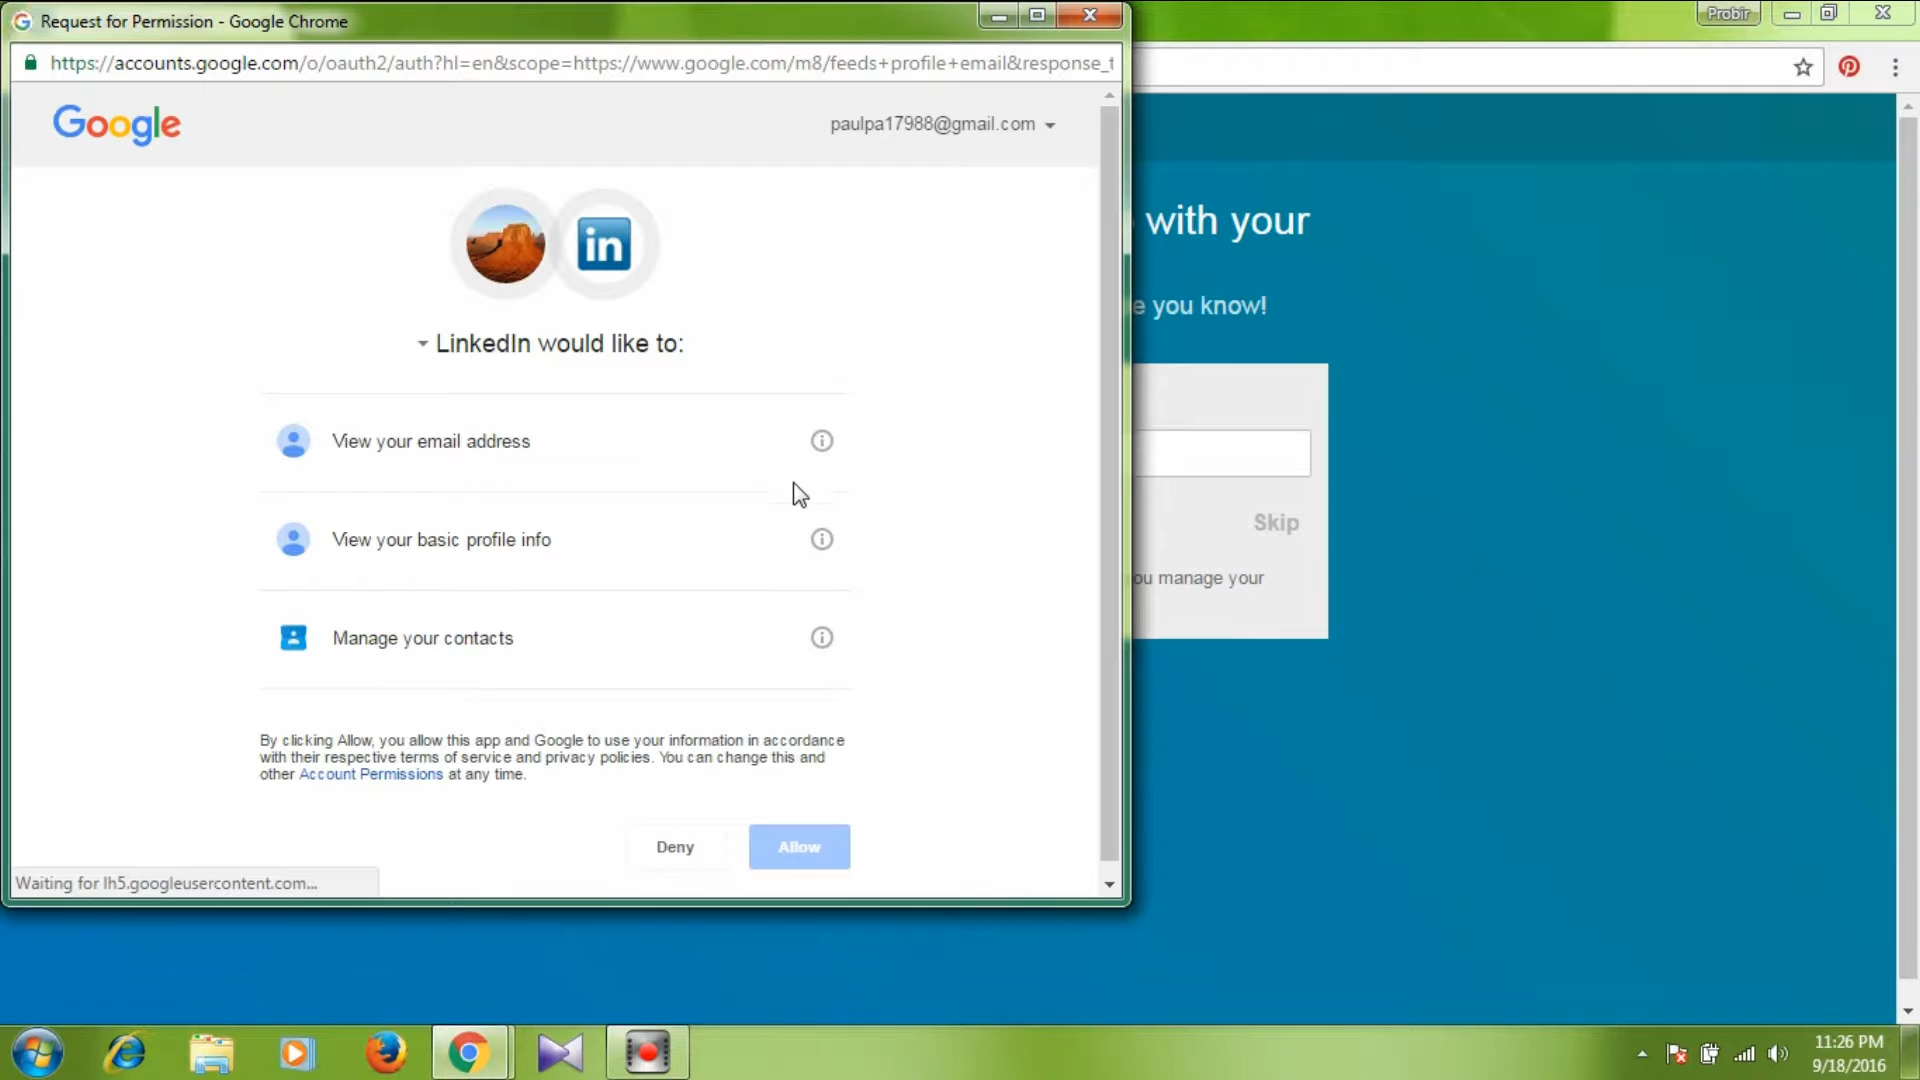 Request for Permission - Google Chrome
Probir
https://accounts.google.com/o/oauth2/auth?hl=en&scope=https://www.google.com/m8/feeds+profile+email&response_t
Google
paulpa17988@gmail.com
with your
in
e you know!
LinkedIn would like to:
View your email address
Skip
View your basic profile info
ou manage your
Manage your contacts
By clicking Allow, you allow this app and Google to use your information in accordance
with their respective terms of service and privacy policies. You can change this and
other Account Permissions at any time.
Deny
Allow
Waiting for lh5.googleusercontent.com...
11:26 PM
9/18/2016